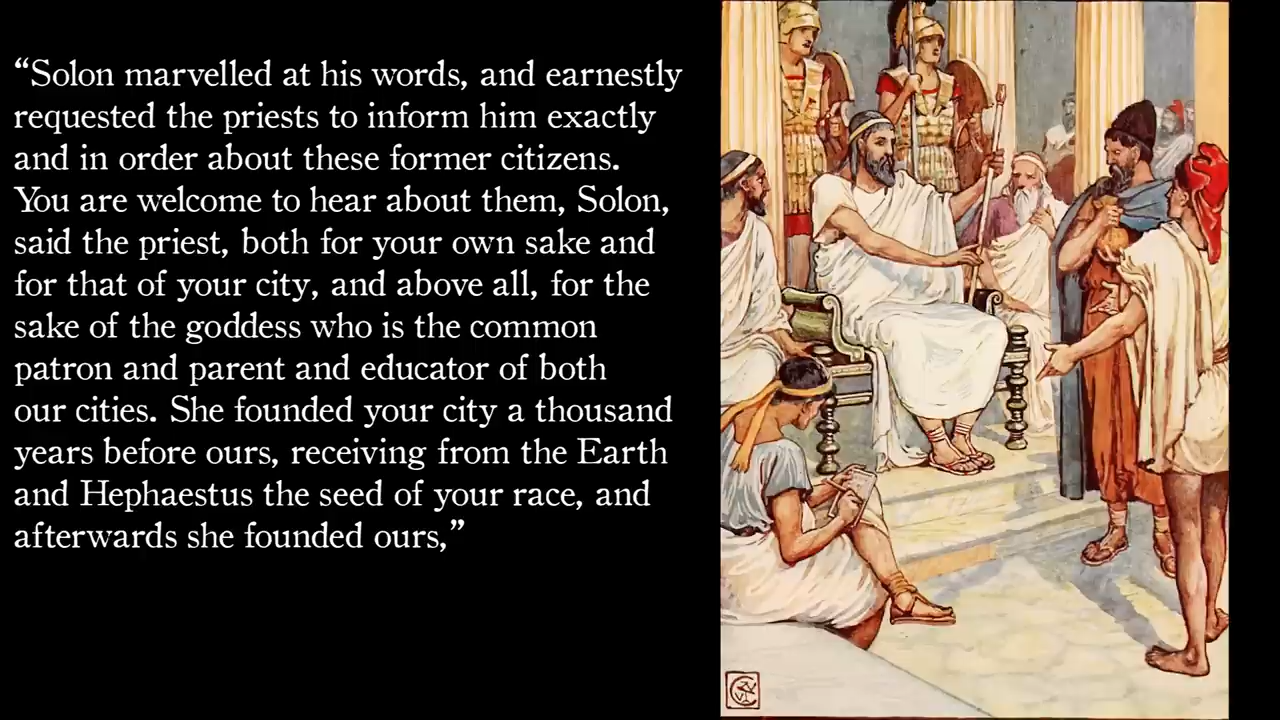 “Solon marvelled at his words, and earnestly
requested the priests to inform him exactly
and in order about these former citizens.
You are welcome to hear about them, Solon,
said the priest, both for your own sake and
for that of your city, and above all, for the
sake of the goddess who is the common
patron and parent and educator of both
our cities. She founded your city a thousand
years before ours, receiving from the Earth
and Hephaestus the seed of your race, and
afterwards she founded ours,”